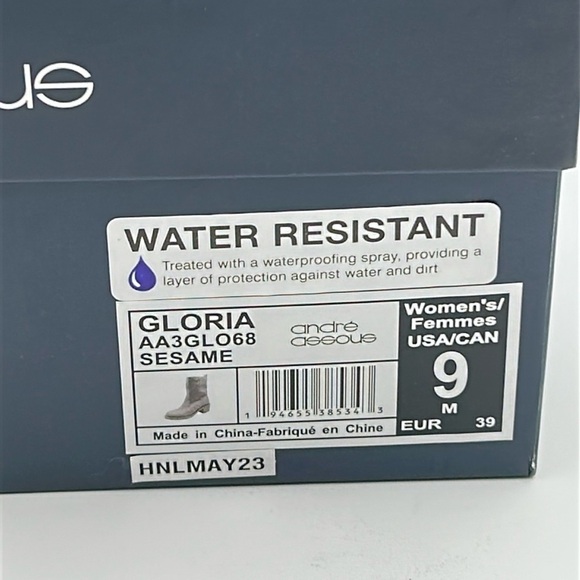 us
WATER RESISTANT
Treated with a waterproofing spray, providing a
layer of protection against water and dirt
GLORIA
AA3GLO68
SESAME
andré
assous
1 94655 38534 3
Made in China-Fabriqué en Chine
Women's/
Femmes
USA/CAN
9
M
EUR 39
HNLMAY23